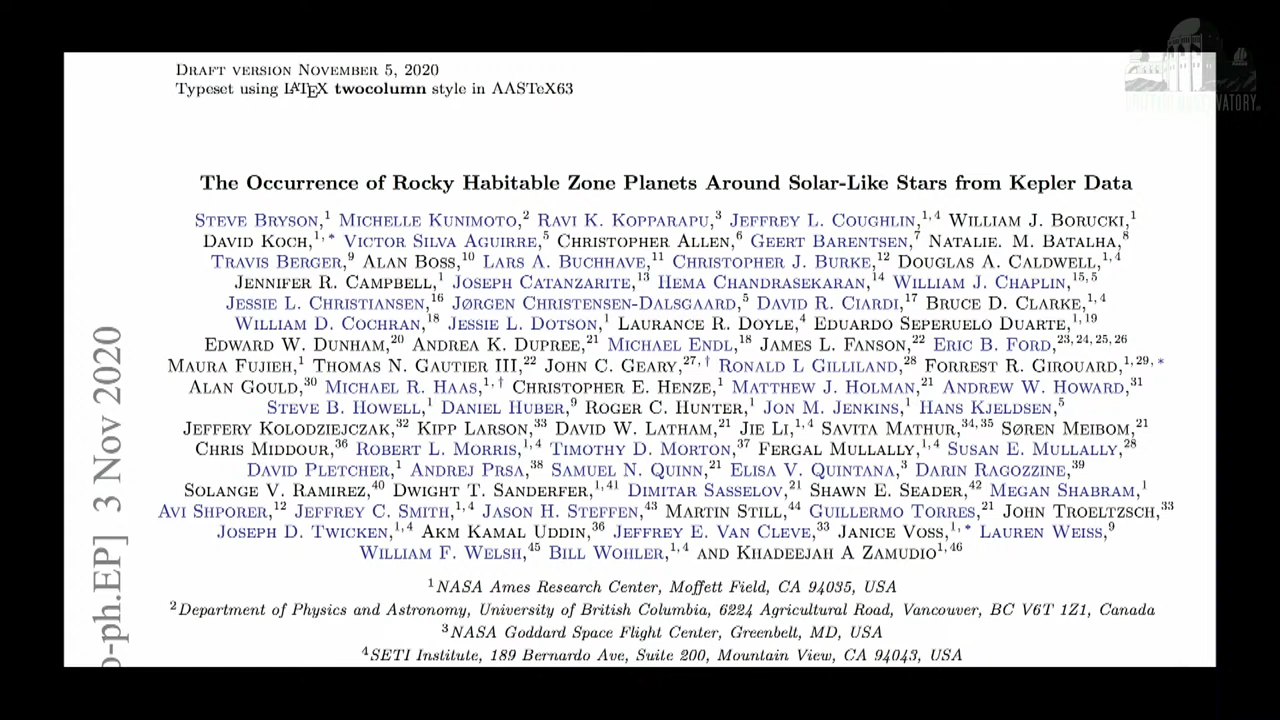 DRAFT VERSION NOVEMBER 5, 2020
Typeset using LATEX twocolumn style in AASTeX63
The Occurrence of Rocky Habitable Zone Planets Around Solar-Like Stars from Kepler Data
STEVE BRYSON,1 MICHELLE KUNIMOTO,2 RAVI K. KOPPARAPU,3 JEFFREY L. COUGHLIN,1,4 WILLIAM J. BORUCKI,1
DAVID KOCH,1,* VICTOR SILVA AGUIRRE,5 CHRISTOPHER ALLEN,6 GEERT BARENTSEN,7 NATALIE. M. BATALHA,8
TRAVIS BERGER,9 ALAN BOSS,10 LARS A. BUCHHAVE,11 CHRISTOPHER J. BURKE,12 DOUGLAS A. CALDWELL,1,4
JENNIFER R. CAMPBELL,1 JOSEPH CATANZARITE,13 HEMA CHANDRASEKARAN,14 WILLIAM J. CHAPLIN,15,5
JESSIE L. CHRISTIANSEN,16 JØRGEN CHRISTENSEN-DALSGAARD,5 DAVID R. CIARDI,17 BRUCE D. CLARKE,1,4
WILLIAM D. COCHRAN,18 JESSIE L. DOTSON,1 LAURANCE R. DOYLE,4 EDUARDO SEPERUELO DUARTE,1,19
EDWARD W. DUNHAM,20 ANDREA K. DUPREE,21 MICHAEL ENDL,18 JAMES L. FANSON,22 ERIC B. FORD,23,24,25,26
MAURA FUJIEH,1 THOMAS N. GAUTIER III,22 JOHN C. GEARY,27,† RONALD L GILLILAND,28 FORREST R. GIROUARD,1,29,*
ALAN GOULD,30 MICHAEL R. HAAS,1,† CHRISTOPHER E. HENZE,1 MATTHEW J. HOLMAN,21 ANDREW W. HOWARD,31
STEVE B. HOWELL,1 DANIEL HUBER,9 ROGER C. HUNTER,1 JON M. JENKINS,1 HANS KJELDSEN,5
JEFFERY KOLODZIEJCZAK,32 KIPP LARSON,33 DAVID W. LATHAM,21 JIE LI,1,4 SAVITA MATHUR,34,35 SØREN MEIBOM,21
CHRIS MIDDOUR,36 ROBERT L. MORRIS,1,4 TIMOTHY D. MORTON,37 FERGAL MULLALLY,1,4 SUSAN E. MULLALLY,28
DAVID PLETCHER,1 ANDREJ PRSA,38 SAMUEL N. QUINN,21 ELISA V. QUINTANA,3 DARIN RAGOZZINE,39
SOLANGE V. RAMIREZ,40 DWIGHT T. SANDERFER,1,41 DIMITAR SASSELOV,21 SHAWN E. SEADER,42 MEGAN SHABRAM,1
AVI SHPORER,12 JEFFREY C. SMITH,1,4 JASON H. STEFFEN,43 MARTIN STILL,44 GUILLERMO TORRES,21 JOHN TROELTZSCH,33
JOSEPH D. TWICKEN,1,4 AKM KAMAL UDDIN,36 JEFFREY E. VAN CLEVE,33 JANICE VOSS,1,* LAUREN WEISS,9
WILLIAM F. WELSH,45 BILL WOHLER,1,4 AND KHADEEJAH A ZAMUDIO1,46
1NASA Ames Research Center, Moffett Field, CA 94035, USA
2Department of Physics and Astronomy, University of British Columbia, 6224 Agricultural Road, Vancouver, BC V6T 1Z1, Canada
3NASA Goddard Space Flight Center, Greenbelt, MD, USA
4SETI Institute, 189 Bernardo Ave, Suite 200, Mountain View, CA 94043, USA
o-ph.EP] 3 Nov 2020